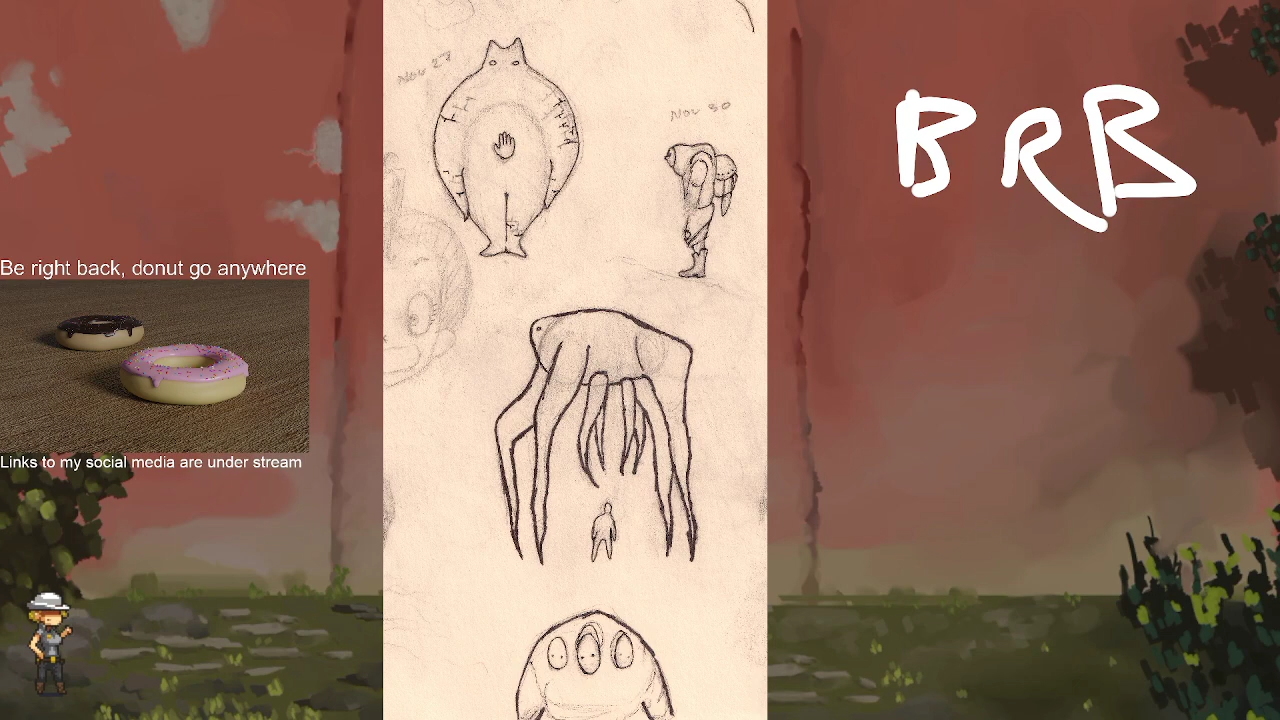 Nov 27
Nov 30
BRB
Be right back, donut go anywhere
Links to my social media are under stream